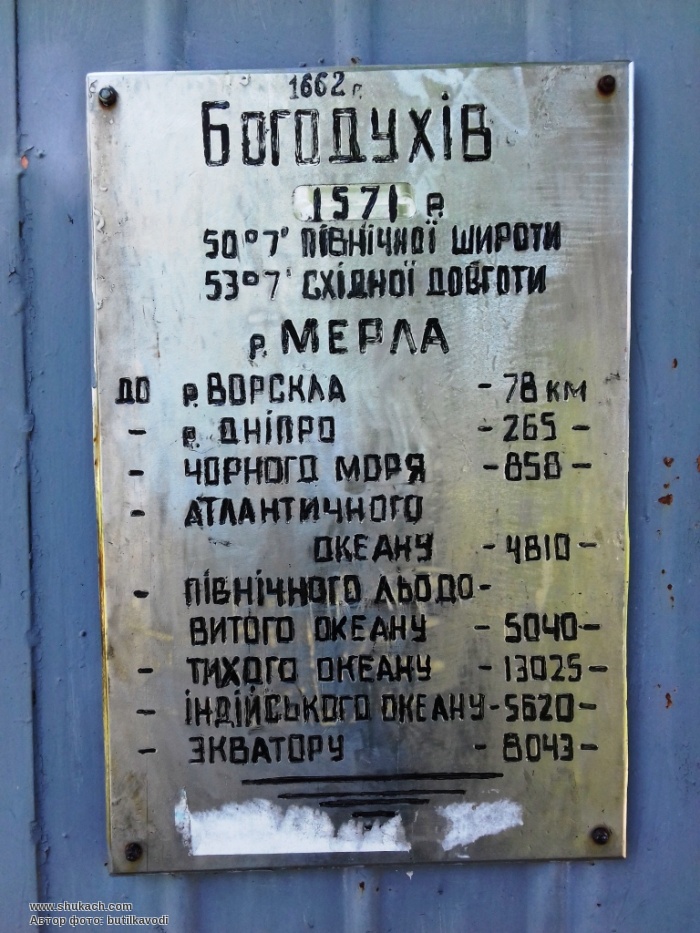 1662 г.
БОГОДУХІВ
1571 р.
50°7' ПІВНІЧНОЇ ШИРОТИ
53°7' СХІДНОЇ ДОВГОТИ
р. МЕРЛА
ДО р. ВОРСКЛА - 78 КМ
- р. ДНІПРО - 265 -
- ЧОРНОГО МОРЯ - 858 -
- АТЛАНТИЧНОГО
ОКЕАНУ - 4810 -
- ПІВНІЧНОГО ЛЬОДО-
ВИТОГО ОКЕАНУ - 5040 -
- ТИХОГО ОКЕАНУ - 13025 -
- ІНДІЙСЬКОГО ОКЕАНУ - 5620 -
- ЭКВАТОРУ - 8043 -
www.shukach.com
Автор фото: butilkavodi